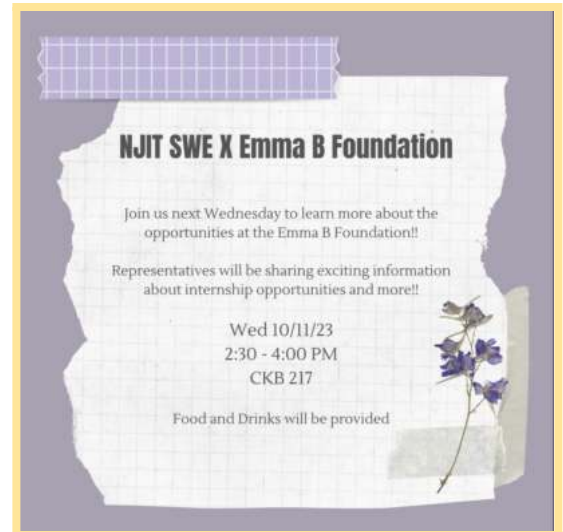 NJIT SWE X Emma B Foundation
Join us next Wednesday to learn more about the
opportunities at the Emma B Foundation!!
Representatives will be sharing exciting information
about internship opportunities and more!!
Wed 10/11/23
2:30 - 4:00 PM
CKB 217
Food and Drinks will be provided